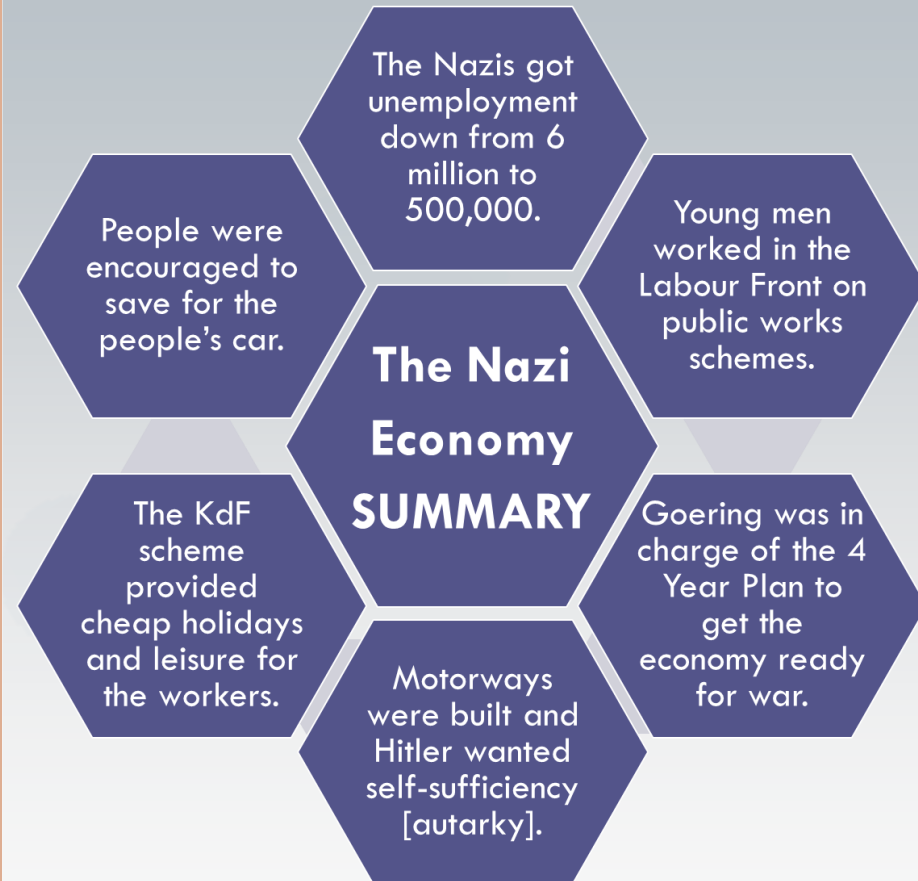 The Nazis got
unemployment
down from 6
million to
500,000.
Young men
worked in the
Labour Front on
public works
schemes.
Goering was in
charge of the 4
Year Plan to
get the
economy ready
for war.
Motorways
were built and
Hitler wanted
self-sufficiency
[autarky].
The KdF
scheme
provided
cheap holidays
and leisure for
the workers.
People were
encouraged to
save for the
people's car.
The Nazi
Economy
SUMMARY